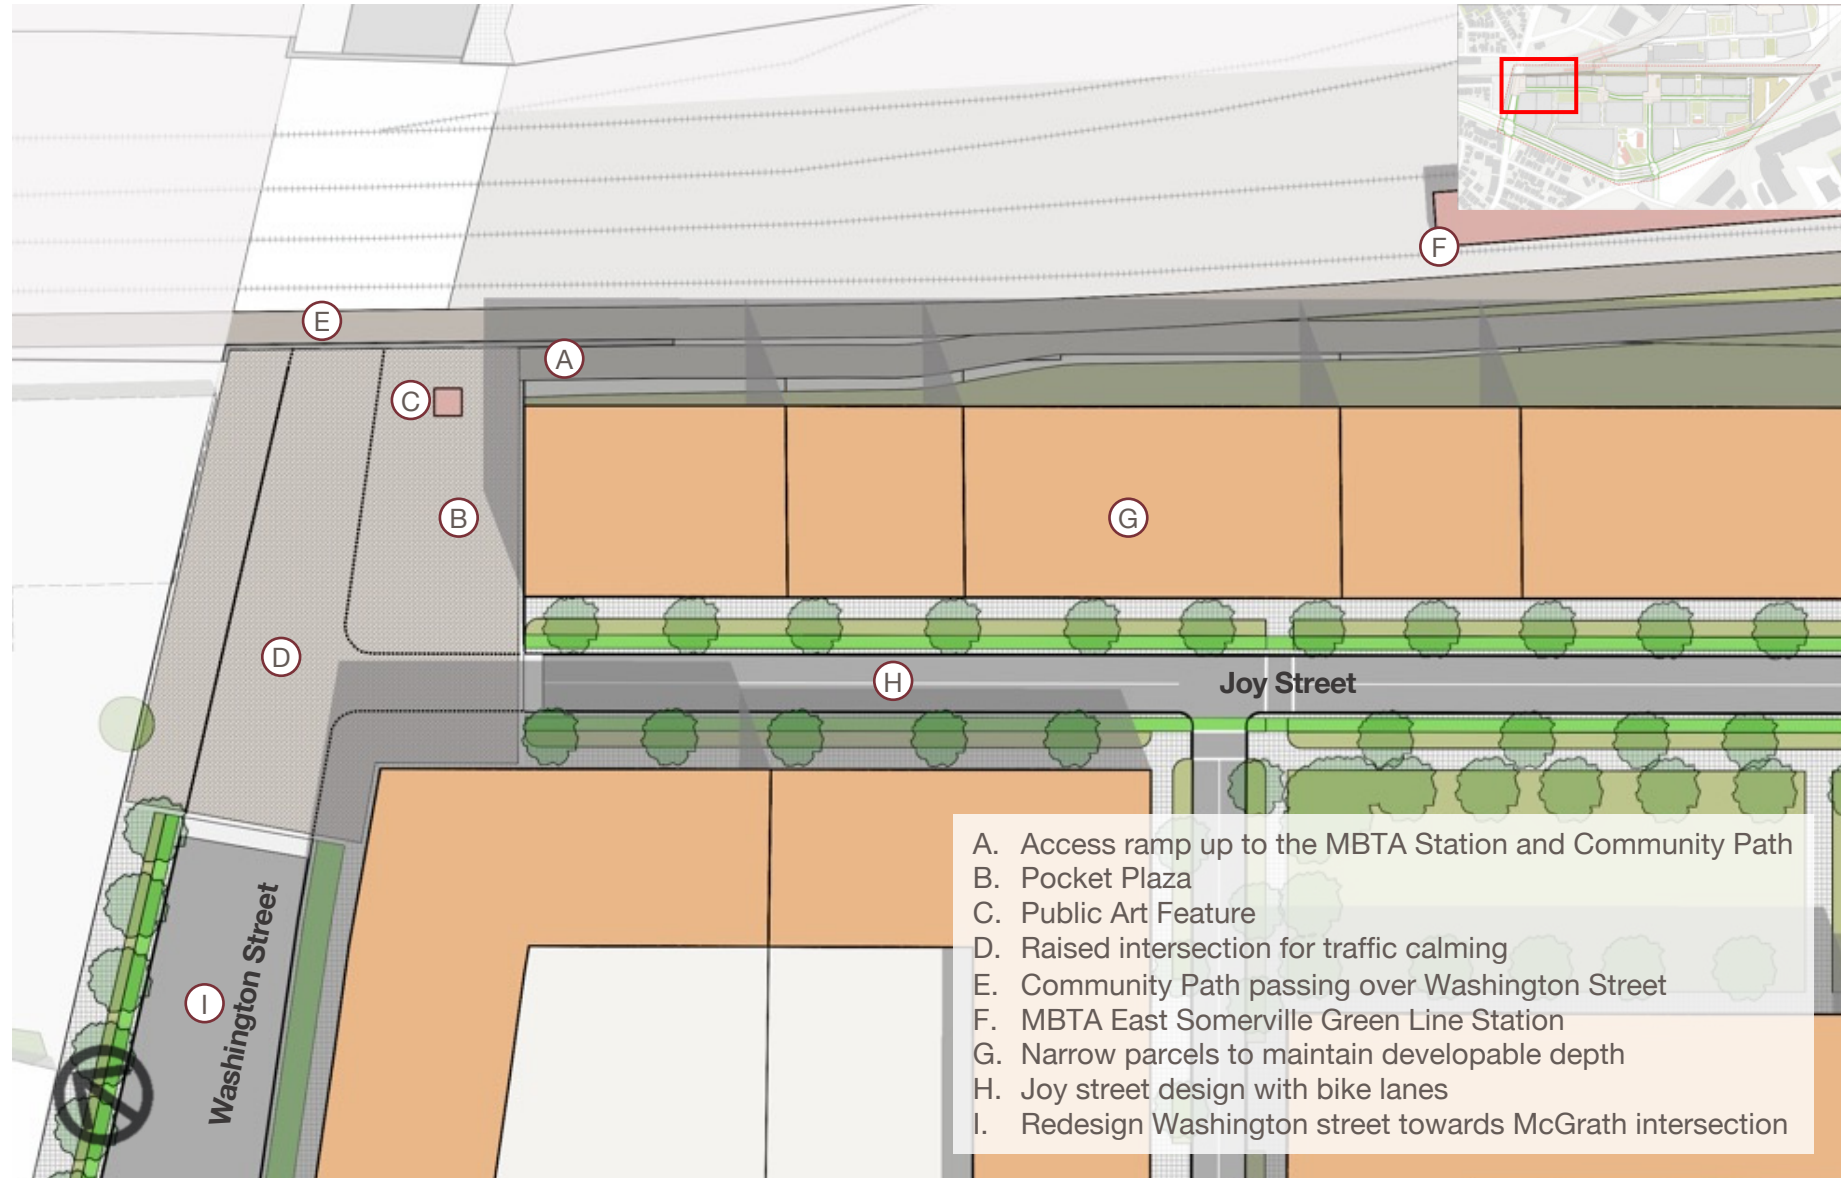 F
E
A
C
B
G
D
H
Joy Street
I
Washington Street
A. Access ramp up to the MBTA Station and Community Path
B. Pocket Plaza
C. Public Art Feature
D. Raised intersection for traffic calming
E. Community Path passing over Washington Street
F. MBTA East Somerville Green Line Station
G. Narrow parcels to maintain developable depth
H. Joy street design with bike lanes
I. Redesign Washington street towards McGrath intersection